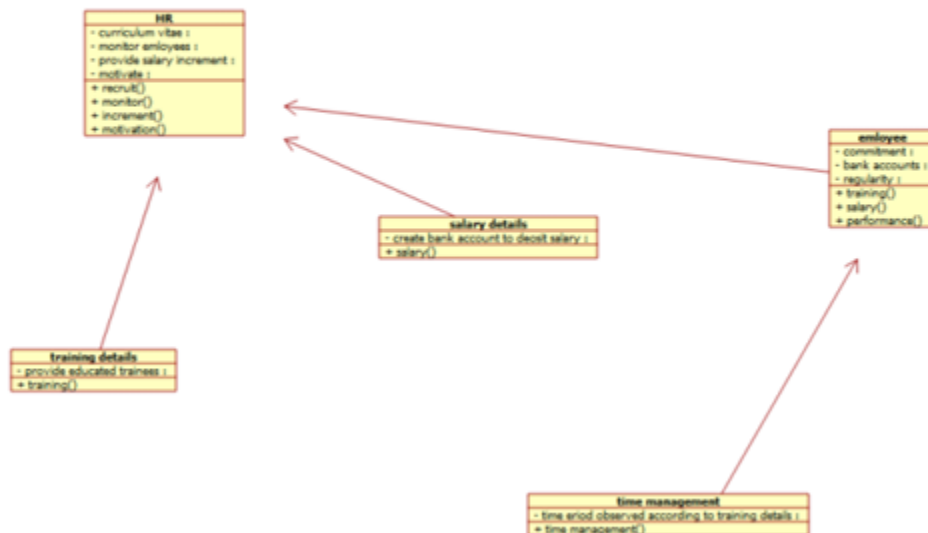 HR
- curriculum vitae :
- monitor emloyees :
- provide salary increment :
- motivate :
+ recruit()
+ monitor()
+ increment()
+ motivation()
emloyee
- commitment :
- bank accounts :
- regularity :
+ training()
+ salary()
+ performance()
salary details
- create bank account to deosit salary :
+ salary()
training details
- provide educated trainees :
+ training()
time management
- time eriod observed according to training details :
+ time management()